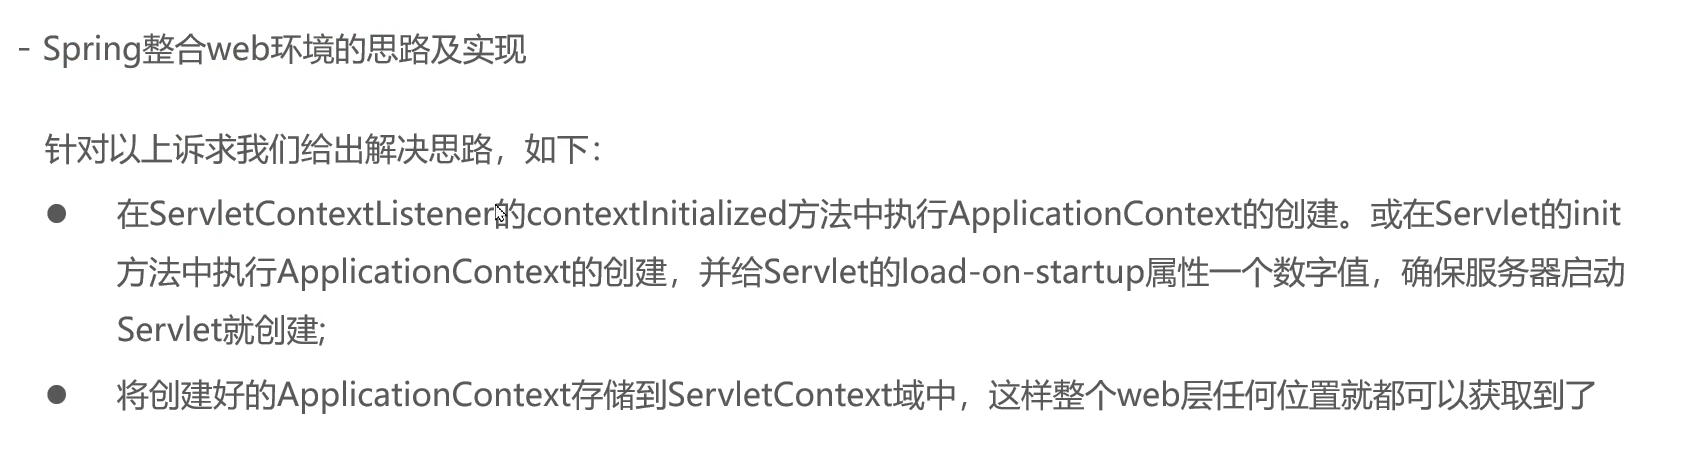 - Spring整合web环境的思路及实现
针对以上诉求我们给出解决思路，如下：
● 在ServletContextListener的contextInitialized方法中执行ApplicationContext的创建。或在Servlet的init
方法中执行ApplicationContext的创建，并给Servlet的load-on-startup属性一个数字值，确保服务器启动
Servlet就创建;
● 将创建好的ApplicationContext存储到ServletContext域中，这样整个web层任何位置就都可以获取到了